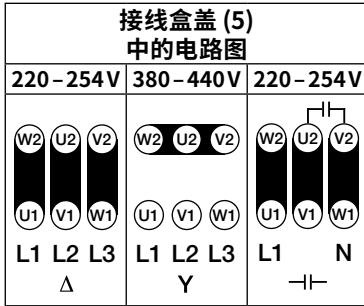 接线盒盖 (5)
中的电路图
220–254V 380–440V 220–254V
W2 U2 V2 W2 U2 V2 W2 U2 V2
U1 V1 W1 U1 V1 W1 U1 V1 W1
L1 L2 L3 L1 L2 L3 L1 N
Δ Y